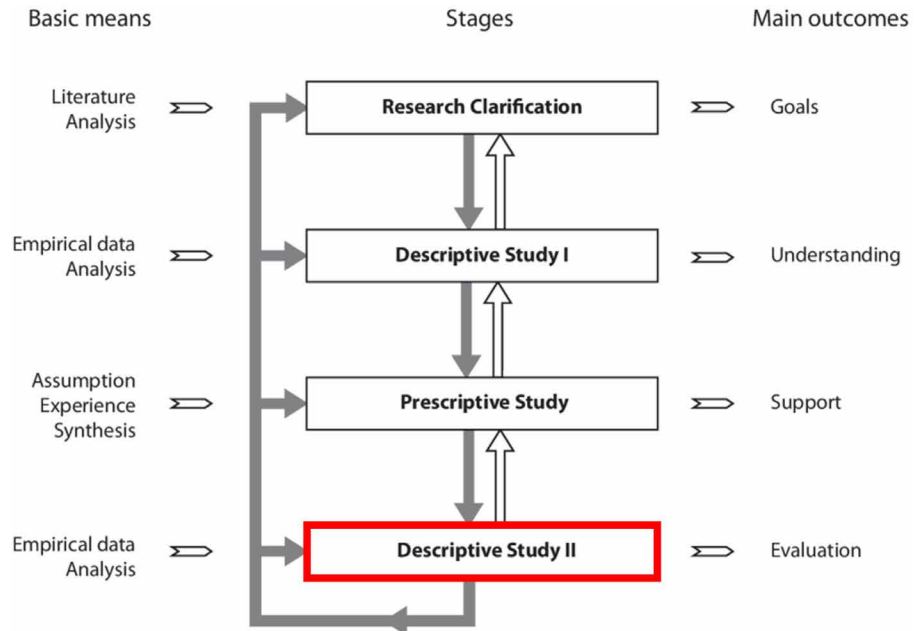 Basic means
Stages
Main outcomes
Literature
Analysis
Research Clarification
Goals
Empirical data
Analysis
Descriptive Study I
Understanding
Assumption
Experience
Synthesis
Prescriptive Study
Support
Empirical data
Analysis
Descriptive Study II
Evaluation